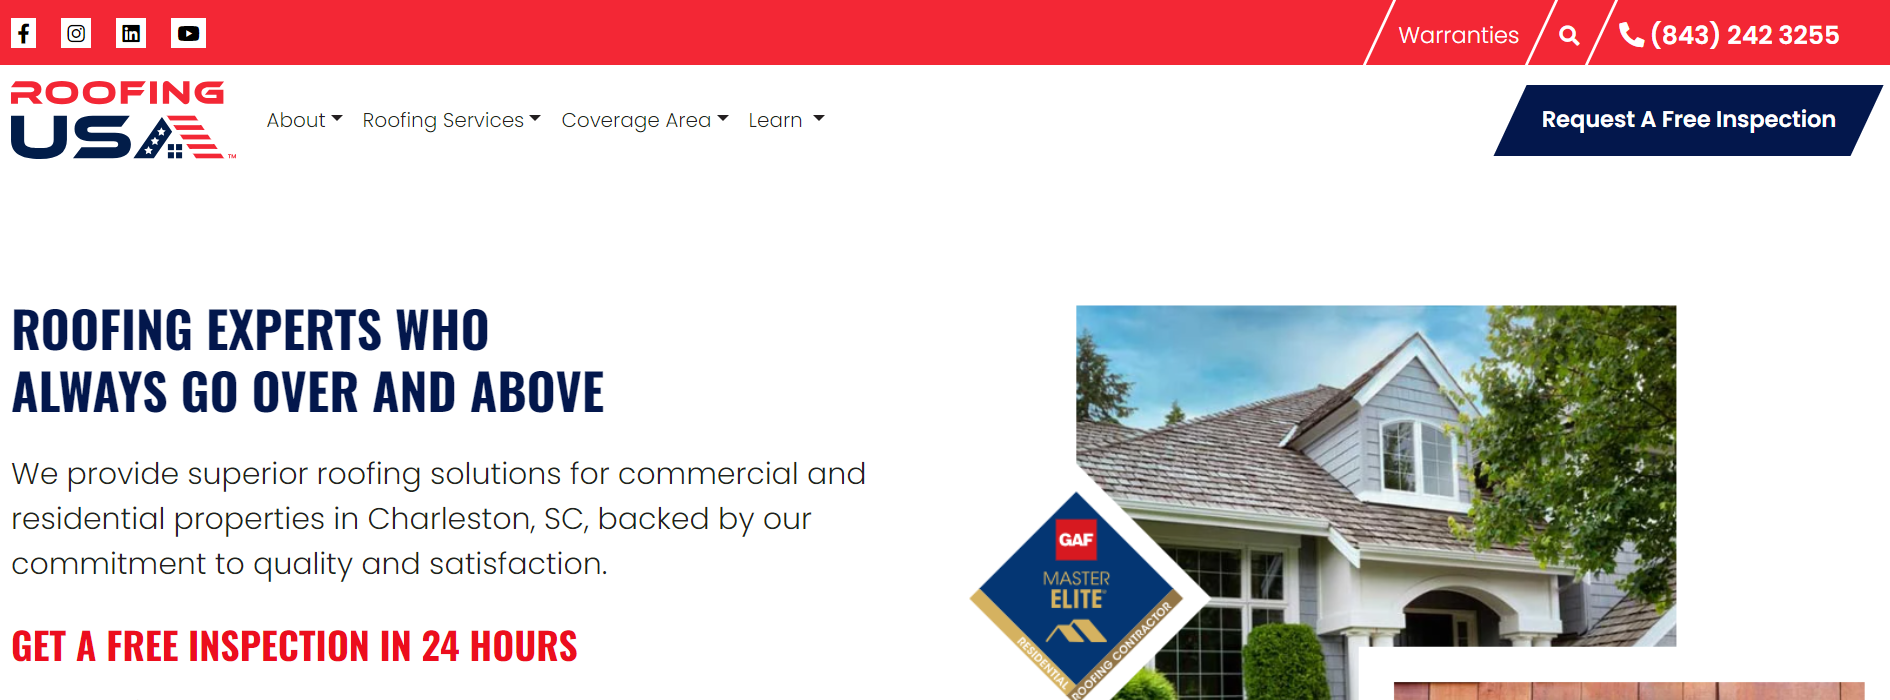 Warranties
(843) 242 3255
ROOFING
USA™
About
Roofing Services
Coverage Area
Learn
Request A Free Inspection
ROOFING EXPERTS WHO
ALWAYS GO OVER AND ABOVE
We provide superior roofing solutions for commercial and
residential properties in Charleston, SC, backed by our
commitment to quality and satisfaction.
GET A FREE INSPECTION IN 24 HOURS
GAF
MASTER
ELITE®
RESIDENTIAL
ROOFING CONTRACTOR